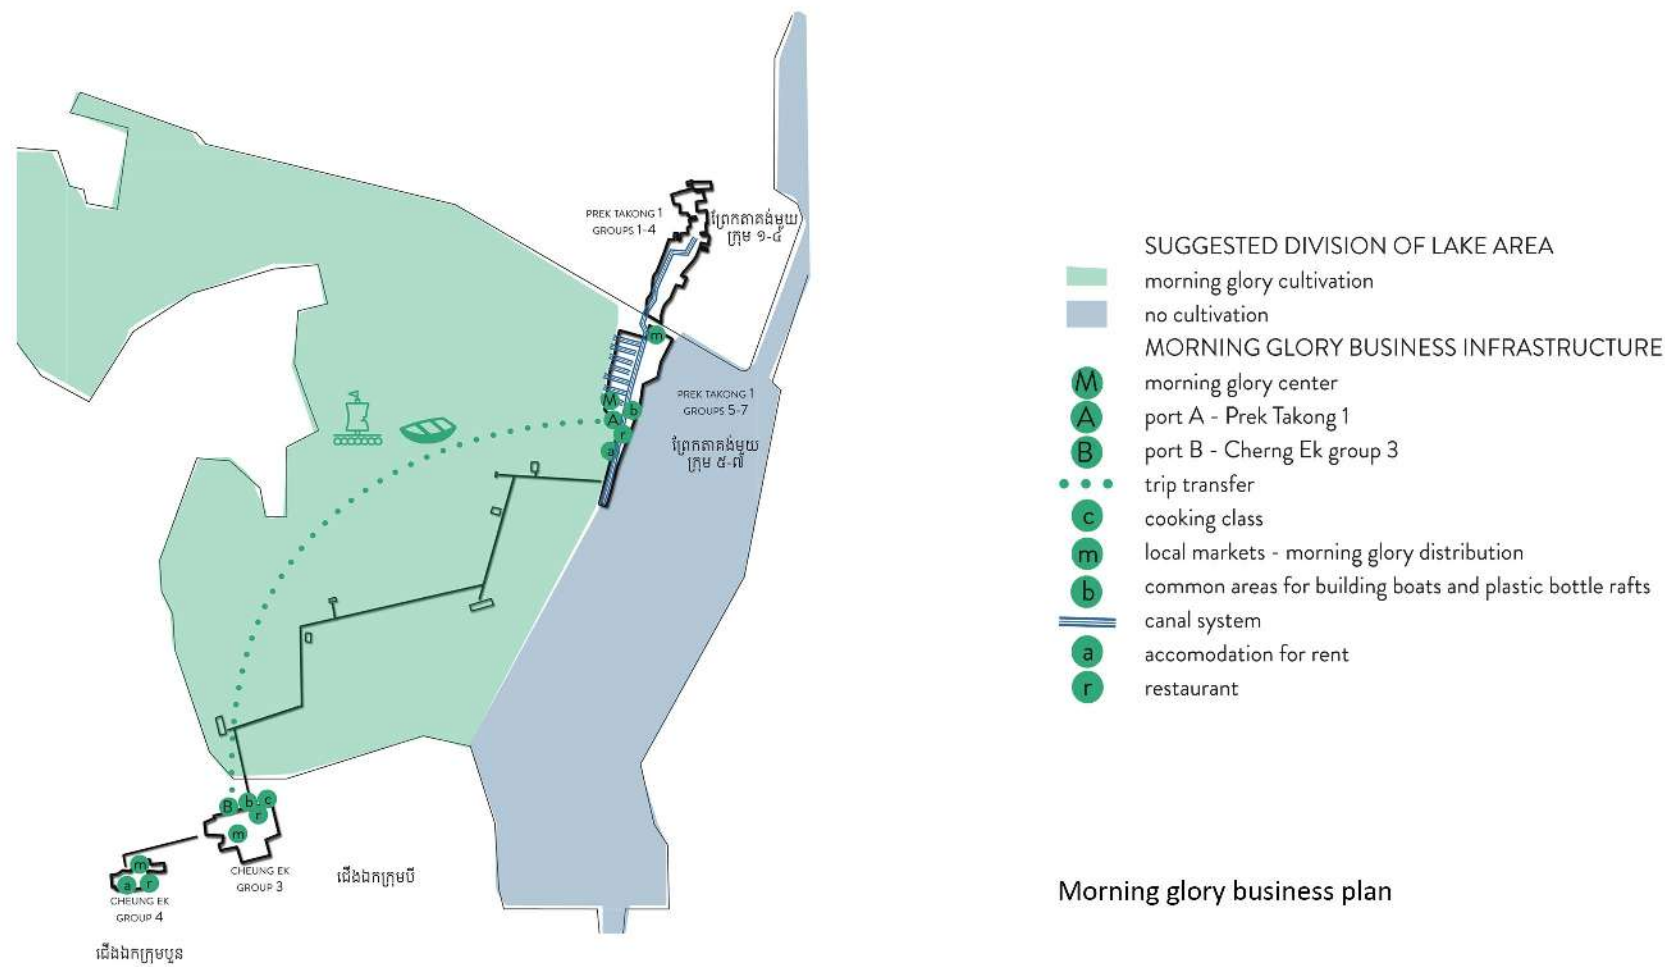 PREK TAKONG 1
GROUPS 1-4
ព្រែកតាគង់មួយ
ក្រុម ១-៤
m
M
b
A
r
a
PREK TAKONG 1
GROUPS 5-7
ព្រែកតាគង់មួយ
ក្រុម ៥-៧
B
b
c
r
m
m
a
r
CHEUNG EK
GROUP 3
ជើងឯកក្រុមបី
CHEUNG EK
GROUP 4
ជើងឯកក្រុមបួន
SUGGESTED DIVISION OF LAKE AREA
morning glory cultivation
no cultivation
MORNING GLORY BUSINESS INFRASTRUCTURE
M morning glory center
A port A - Prek Takong 1
B port B - Cherng Ek group 3
trip transfer
c cooking class
m local markets - morning glory distribution
b common areas for building boats and plastic bottle rafts
canal system
a accomodation for rent
r restaurant
Morning glory business plan